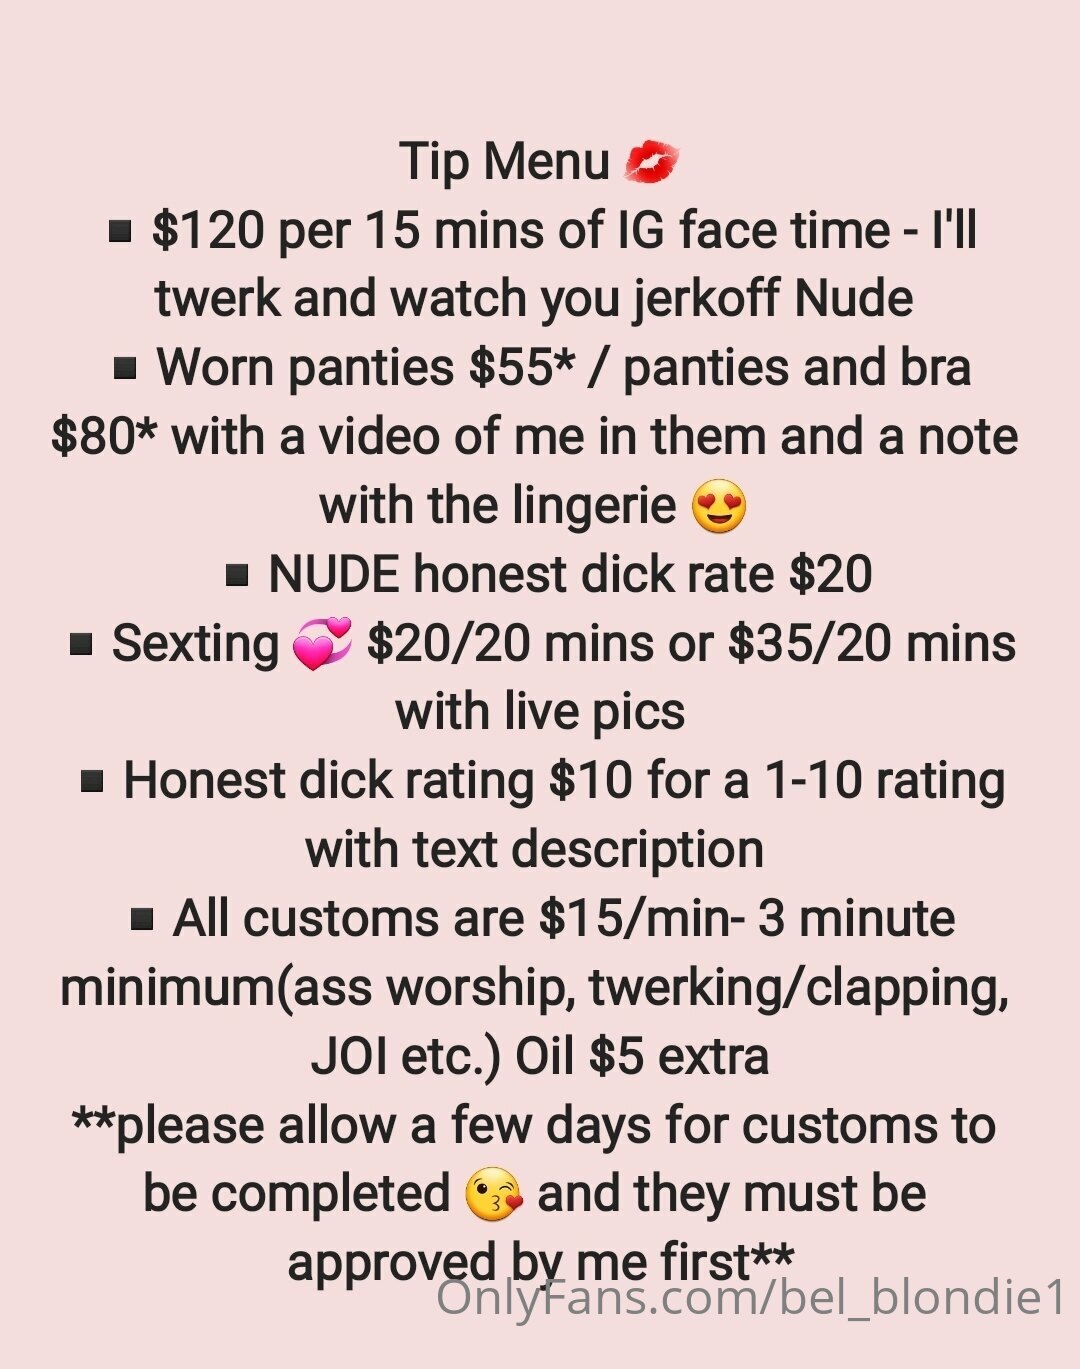 Tip Menu 💋
▪️ $120 per 15 mins of IG face time - I'll
twerk and watch you jerkoff Nude
▪️ Worn panties $55* / panties and bra
$80* with a video of me in them and a note
with the lingerie 😍
▪️ NUDE honest dick rate $20
▪️ Sexting 💞 $20/20 mins or $35/20 mins
with live pics
▪️ Honest dick rating $10 for a 1-10 rating
with text description
▪️ All customs are $15/min- 3 minute
minimum(ass worship, twerking/clapping,
JOI etc.) Oil $5 extra
**please allow a few days for customs to
be completed 😘 and they must be
approved by me first**
OnlyFans.com/bel_blondie1